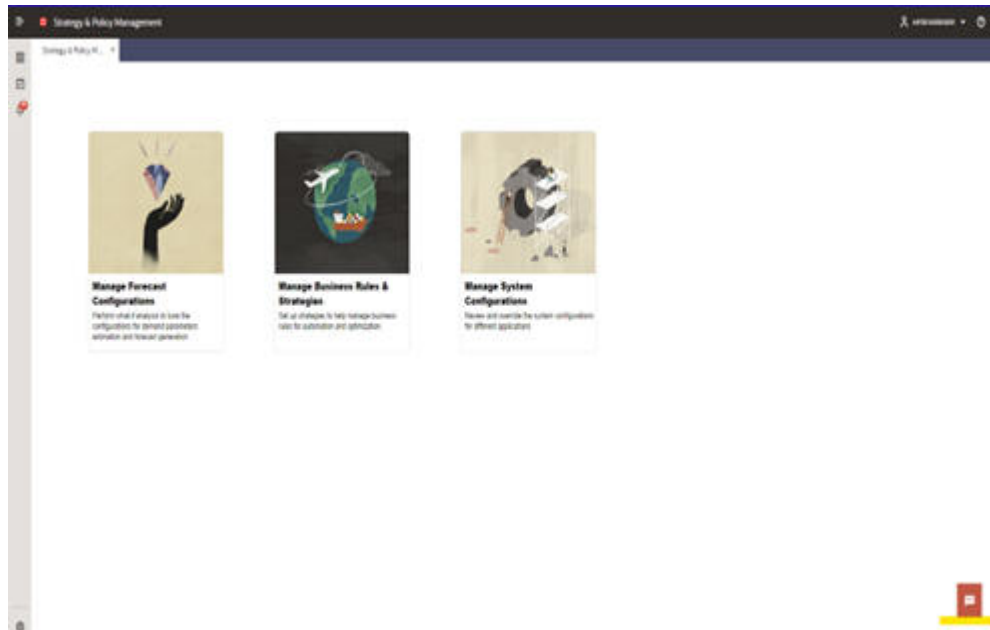 Strategy & Policy Management
Strategy & Policy M...
Manage Forecast
Configurations
Perform what if analysis to tune the
configurations for demand parameters
estimation and forecast generation
Manage Business Rules &
Strategies
Set up strategies to help manage business
rules for automation and optimization
Manage System
Configurations
Review and override the system configurations
for different applications